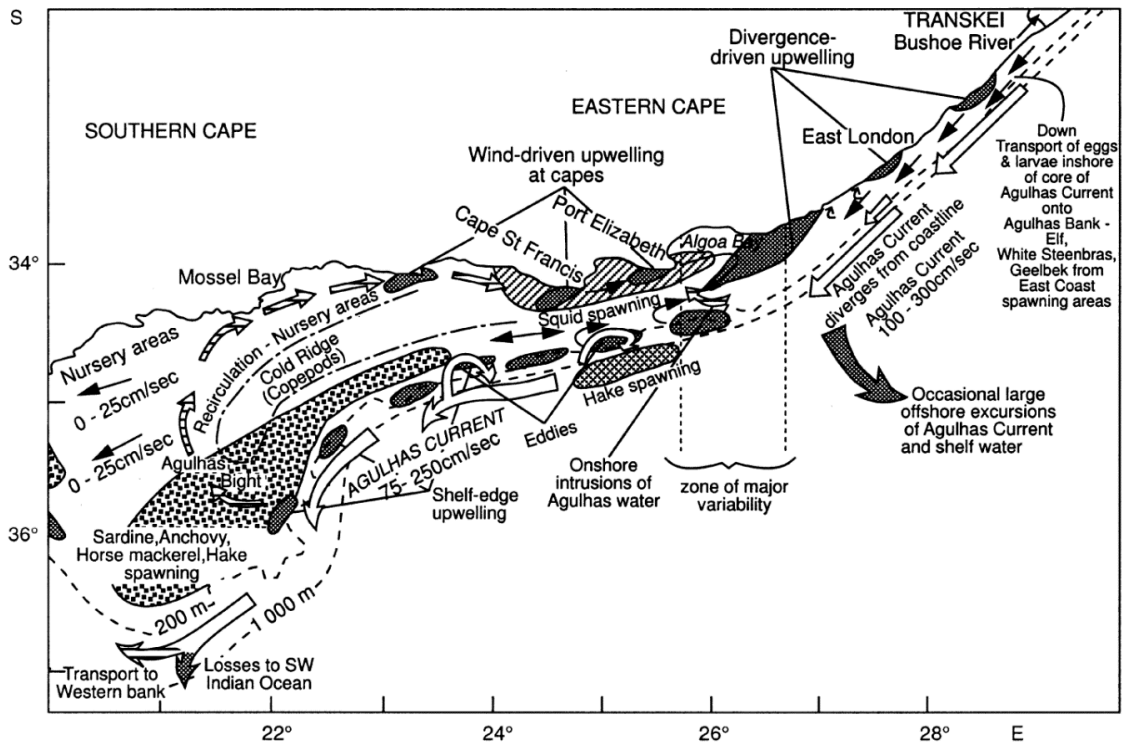 S
TRANSKEI
Bushoe River
Divergence-
driven upwelling
EASTERN CAPE
SOUTHERN CAPE
East London
Down
Transport of eggs
& larvae inshore
of core of
Agulhas Current
onto
Agulhas Bank -
Elf,
White Steenbras,
Geelbek from
East Coast
spawning areas
Wind-driven upwelling
at capes
Port Elizabeth
Cape St Francis
Algoa Bay
34°
Mossel Bay
Agulhas Current
diverges from coastline
Agulhas Current
100 - 300cm/sec
Squid spawning
Nursery areas
0 - 25cm/sec
0 - 25cm/sec
Recirculation - Nursery areas
Cold Ridge
(Copepods)
Hake spawning
Eddies
AGULHAS CURRENT
75- 250cm/sec
Occasional large
offshore excursions
of Agulhas Current
and shelf water
Onshore
intrusions of
Agulhas water
zone of major
variability
Agulhas
Bight
Shelf-edge
upwelling
36°
Sardine,Anchovy,
Horse mackerel,Hake
spawning
200 m
1 000 m
Transport to
Western bank
Losses to SW
Indian Ocean
22°
24°
26°
28°
E